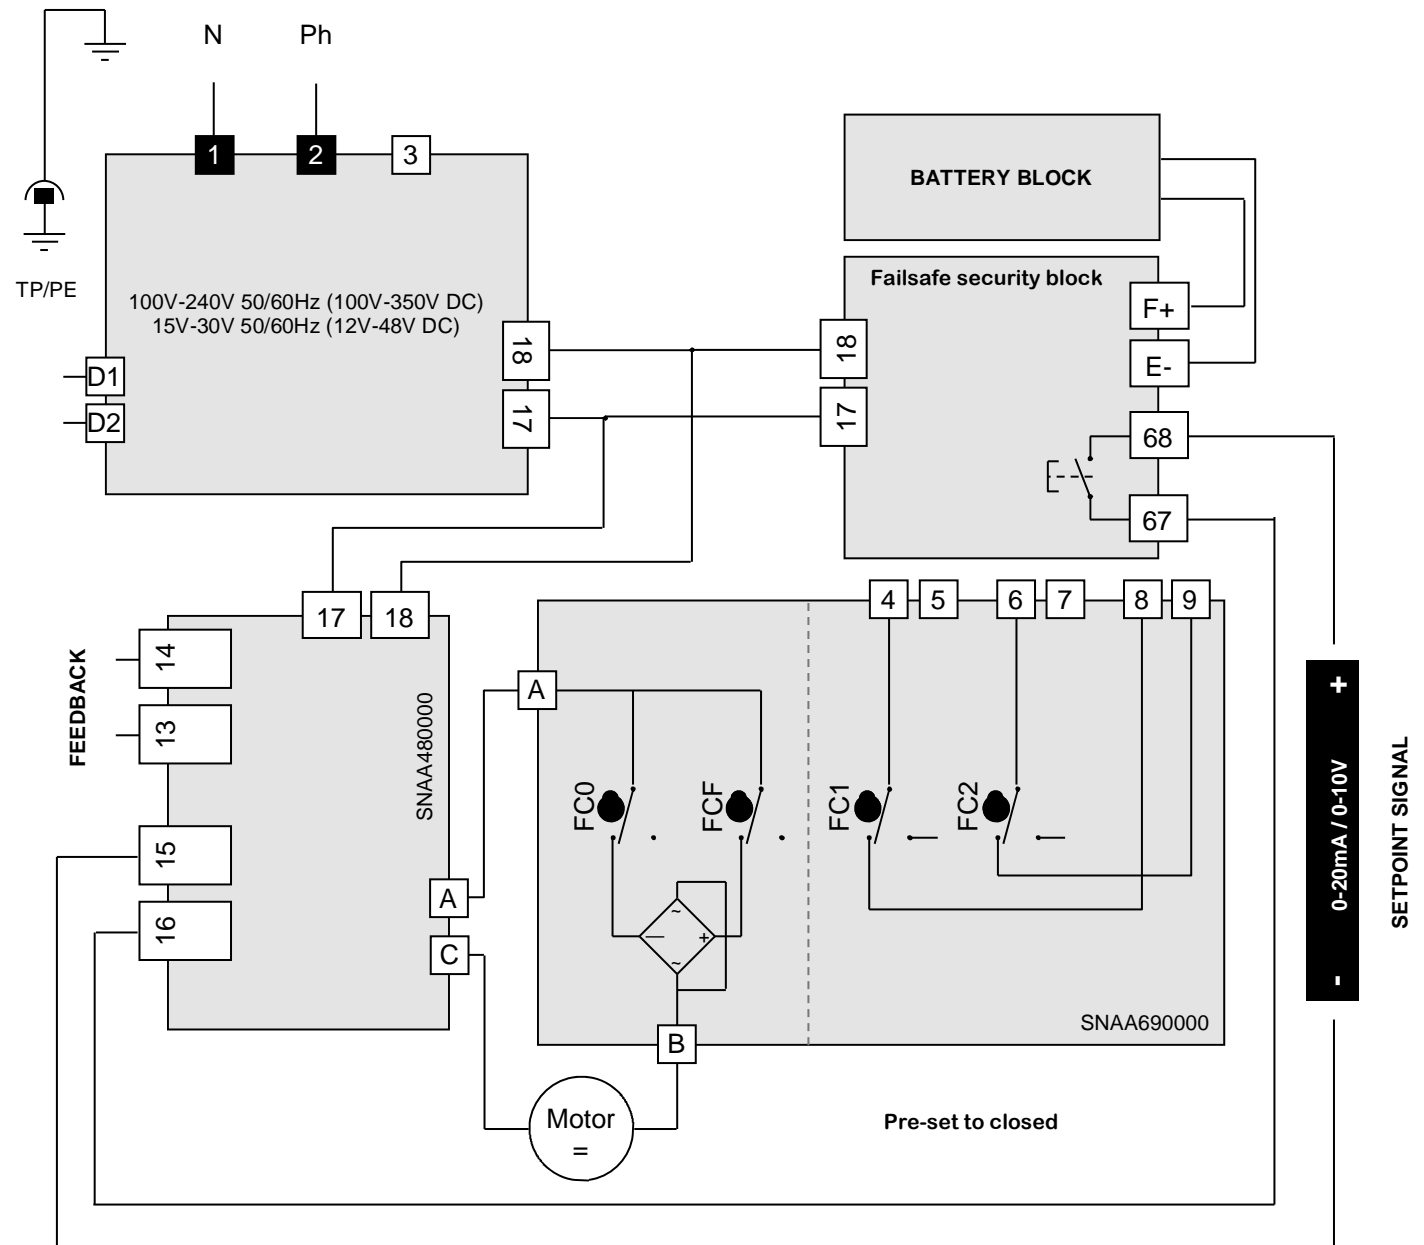 N
Ph
1
2
3
TP/PE
100V-240V 50/60Hz (100V-350V DC)
15V-30V 50/60Hz (12V-48V DC)
D1
D2
18
17
BATTERY BLOCK
Failsafe security block
18
17
F+
E-
68
67
17
18
14
13
15
16
FEEDBACK
SNAA480000
A
C
A
4
5
6
7
8
9
FC0
FCF
FC1
FC2
~
—
+
~
SNAA690000
B
Motor
=
Pre-set to closed
+
0-20mA / 0-10V
-
SETPOINT SIGNAL